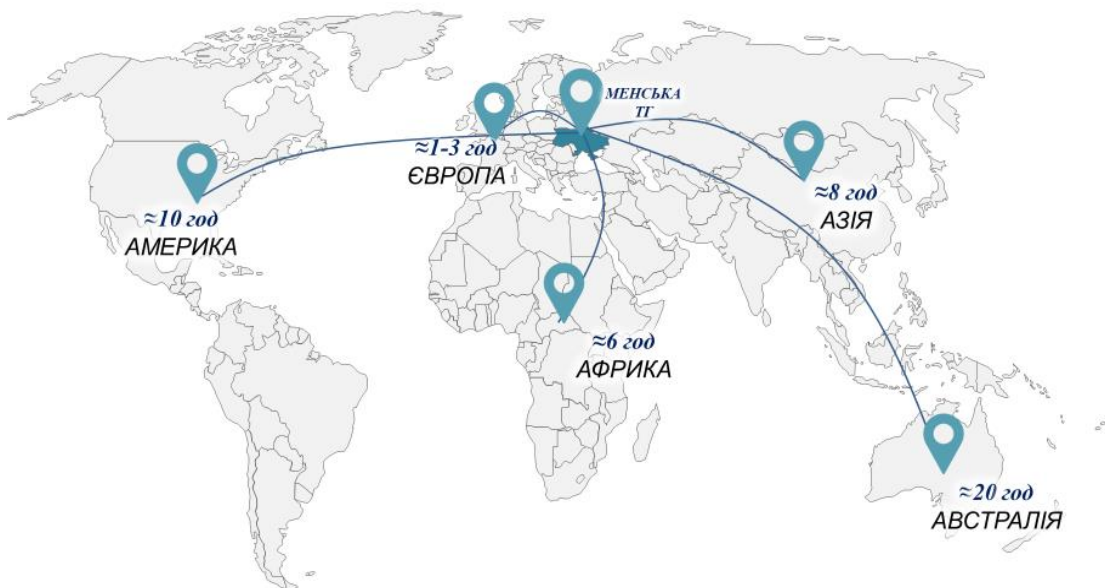 МЕНСЬКА
ТГ
≈1-3 год
ЄВРОПА
≈8 год
АЗІЯ
≈10 год
АМЕРИКА
≈6 год
АФРИКА
≈20 год
АВСТРАЛІЯ